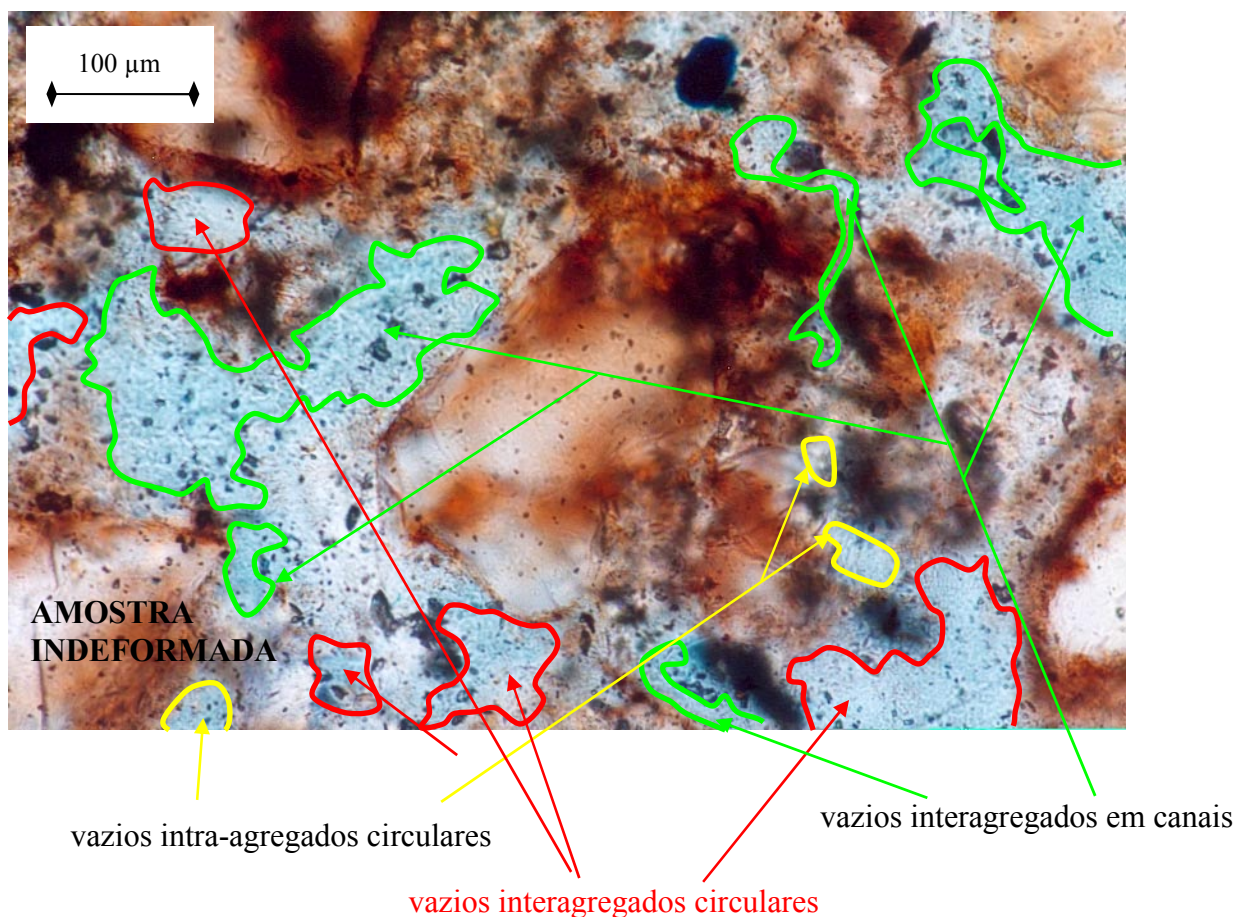 100 µm
AMOSTRA
INDEFORMADA
vazios intra-agregados circulares
vazios interagregados em canais
vazios interagregados circulares